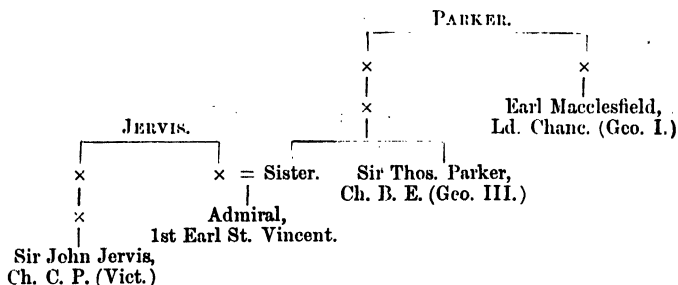 PARKER.
×
×
×
Earl Macclesfield,
Ld. Chanc. (Geo. I.)
JERVIS.
×
× = Sister.
Sir Thos. Parker,
Ch. B. E. (Geo. III.)
×
Admiral,
1st Earl St. Vincent.
Sir John Jervis,
Ch. C. P. (Vict.)